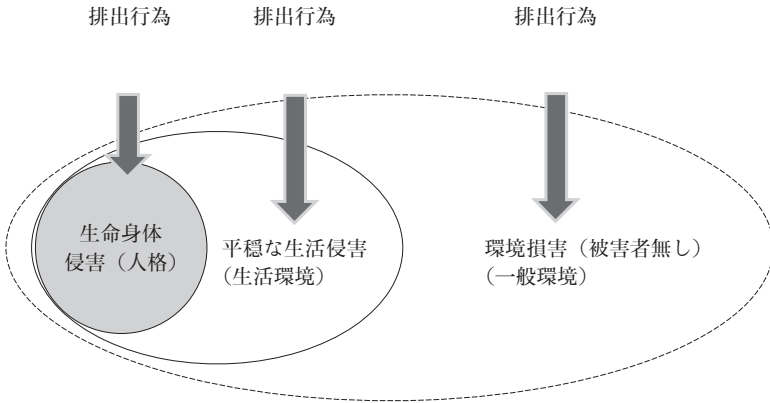 排出行為
排出行為
排出行為
生命身体
侵害（人格）
平穏な生活侵害
（生活環境）
環境損害（被害者無し）
（一般環境）